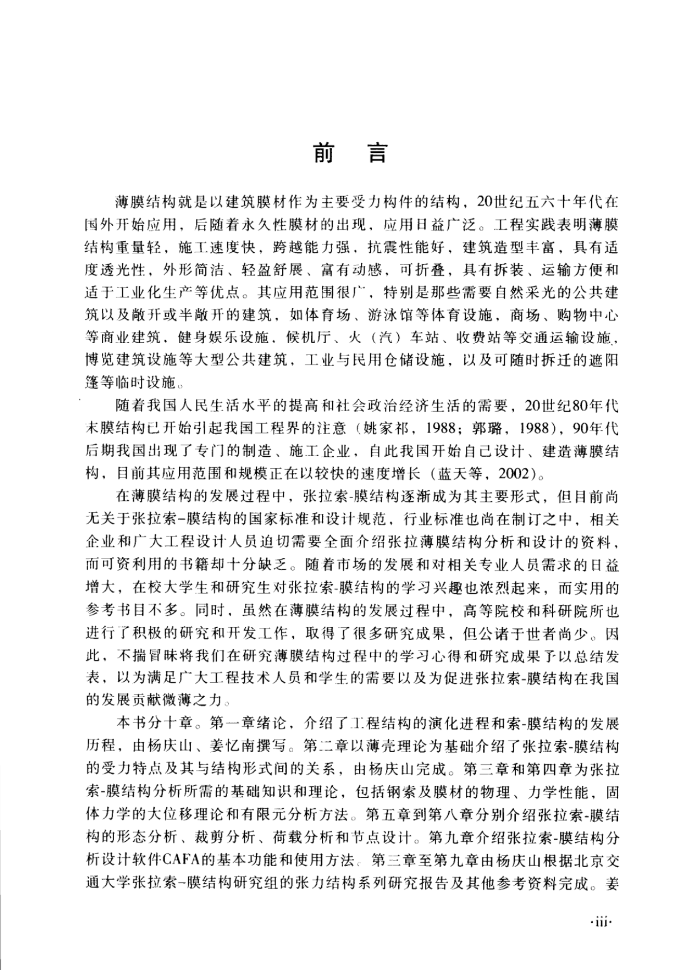 前　言
薄膜结构就是以建筑膜材作为主要受力构件的结构，20世纪五六十年代在
国外开始应用，后随着永久性膜材的出现，应用日益广泛。工程实践表明薄膜
结构重量轻，施工速度快，跨越能力强，抗震性能好，建筑造型丰富，具有适
度透光性，外形简洁、轻盈舒展、富有动感，可折叠，具有拆装、运输方便和
适于工业化生产等优点。其应用范围很广，特别是那些需要自然采光的公共建
筑以及敞开或半敞开的建筑，如体育场、游泳馆等体育设施，商场、购物中心
等商业建筑，健身娱乐设施，候机厅、火（汽）车站、收费站等交通运输设施，
博览建筑设施等大型公共建筑，工业与民用仓储设施，以及可随时拆迁的遮阳
篷等临时设施。
随着我国人民生活水平的提高和社会政治经济生活的需要，20世纪80年代
末膜结构已开始引起我国工程界的注意（姚家祁，1988；郭璐，1988），90年代
后期我国出现了专门的制造、施工企业，自此我国开始自己设计、建造薄膜结
构，目前其应用范围和规模正在以较快的速度增长（蓝天等，2002）。
在薄膜结构的发展过程中，张拉索-膜结构逐渐成为其主要形式，但目前尚
无关于张拉索-膜结构的国家标准和设计规范，行业标准也尚在制订之中，相关
企业和广大工程设计人员迫切需要全面介绍张拉薄膜结构分析和设计的资料，
而可资利用的书籍却十分缺乏。随着市场的发展和对相关专业人员需求的日益
增大，在校大学生和研究生对张拉索-膜结构的学习兴趣也浓烈起来，而实用的
参考书目不多。同时，虽然在薄膜结构的发展过程中，高等院校和科研院所也
进行了积极的研究和开发工作，取得了很多研究成果，但公诸于世者尚少。因
此，不揣冒昧将我们在研究薄膜结构过程中的学习心得和研究成果予以总结发
表，以为满足广大工程技术人员和学生的需要以及为促进张拉索-膜结构在我国
的发展贡献微薄之力。
本书分十章。第一章绪论，介绍了工程结构的演化进程和索-膜结构的发展
历程，由杨庆山、姜忆南撰写。第二章以薄壳理论为基础介绍了张拉索-膜结构
的受力特点及其与结构形式间的关系，由杨庆山完成。第三章和第四章为张拉
索-膜结构分析所需的基础知识和理论，包括钢索及膜材的物理、力学性能，固
体力学的大位移理论和有限元分析方法。第五章到第八章分别介绍张拉索-膜结
构的形态分析、裁剪分析、荷载分析和节点设计。第九章介绍张拉索-膜结构分
析设计软件CAFA的基本功能和使用方法。第三章至第九章由杨庆山根据北京交
通大学张拉索-膜结构研究组的张力结构系列研究报告及其他参考资料完成。姜
·iii·